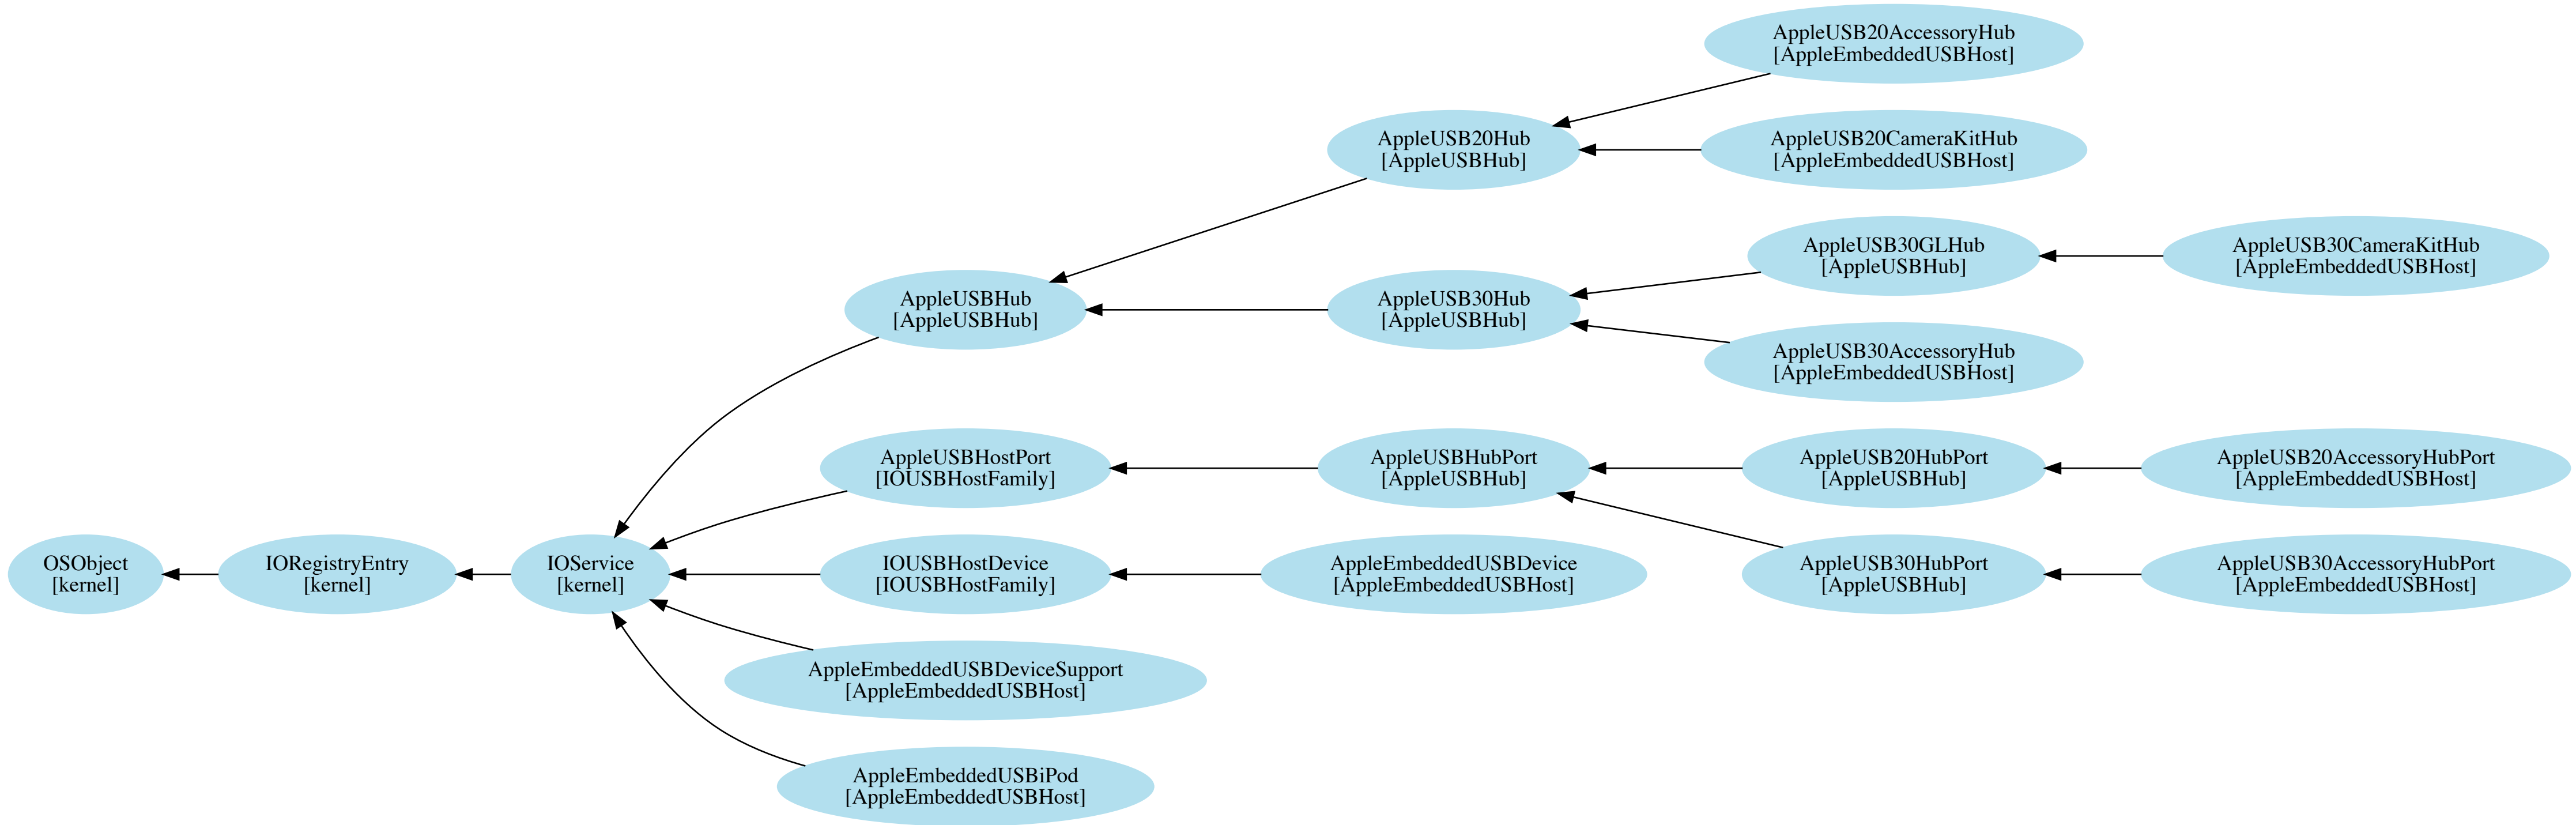 AppleUSB20AccessoryHub
[AppleEmbeddedUSBHost]
AppleUSB20Hub
[AppleUSBHub]
AppleUSB20CameraKitHub
[AppleEmbeddedUSBHost]
AppleUSB30GLHub
[AppleUSBHub]
AppleUSB30CameraKitHub
[AppleEmbeddedUSBHost]
AppleUSBHub
[AppleUSBHub]
AppleUSB30Hub
[AppleUSBHub]
AppleUSB30AccessoryHub
[AppleEmbeddedUSBHost]
AppleUSBHostPort
[IOUSBHostFamily]
AppleUSBHubPort
[AppleUSBHub]
AppleUSB20HubPort
[AppleUSBHub]
AppleUSB20AccessoryHubPort
[AppleEmbeddedUSBHost]
OSObject
[kernel]
IORegistryEntry
[kernel]
IOService
[kernel]
IOUSBHostDevice
[IOUSBHostFamily]
AppleEmbeddedUSBDevice
[AppleEmbeddedUSBHost]
AppleUSB30HubPort
[AppleUSBHub]
AppleUSB30AccessoryHubPort
[AppleEmbeddedUSBHost]
AppleEmbeddedUSBDeviceSupport
[AppleEmbeddedUSBHost]
AppleEmbeddedUSBiPod
[AppleEmbeddedUSBHost]